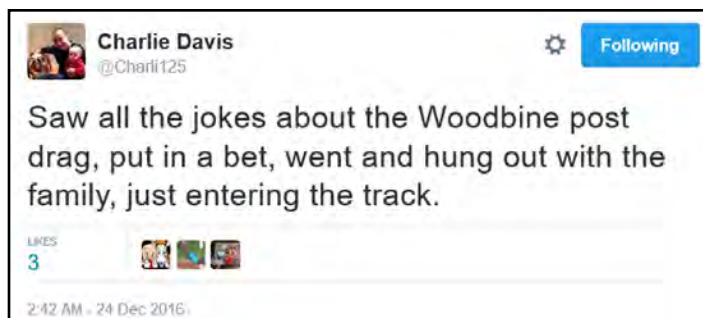 Charlie Davis
@Charli125
Following
Saw all the jokes about the Woodbine post
drag, put in a bet, went and hung out with the
family, just entering the track.
LIKES
3
2:42 AM - 24 Dec 2016